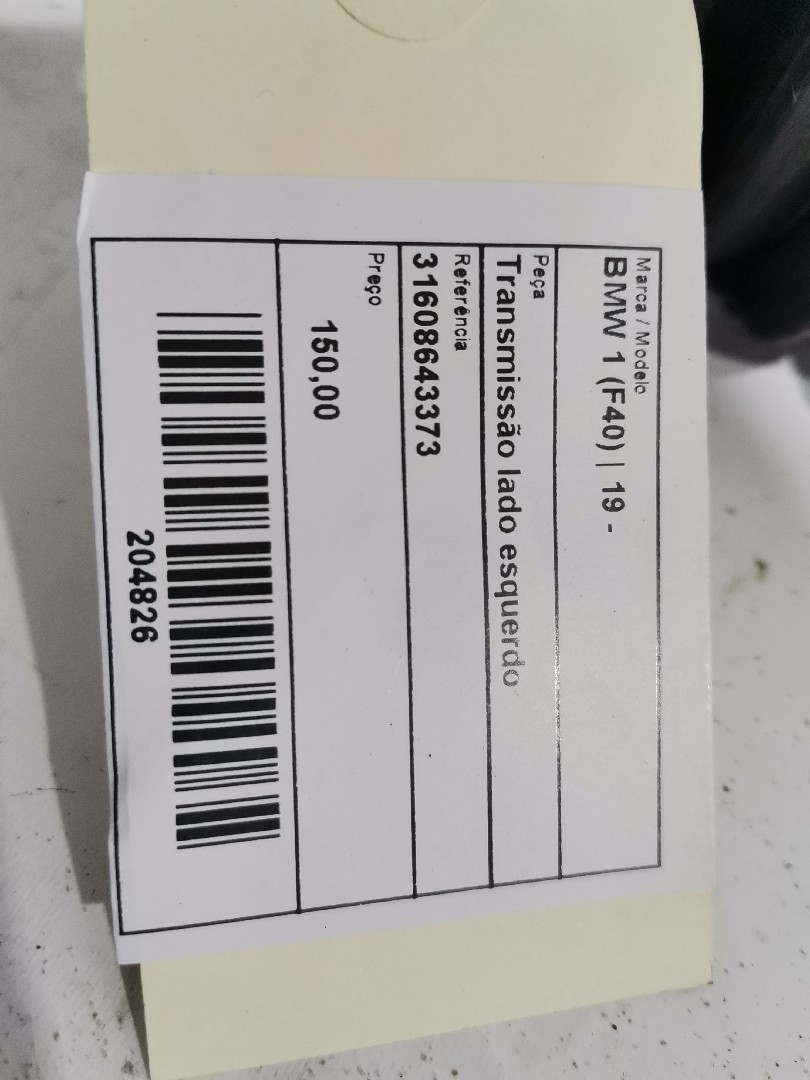 Marca / Modelo
BMW 1 (F40) | 19 -
Peça
Transmissão lado esquerdo
Referência
31608643373
Preço
150,00
204826